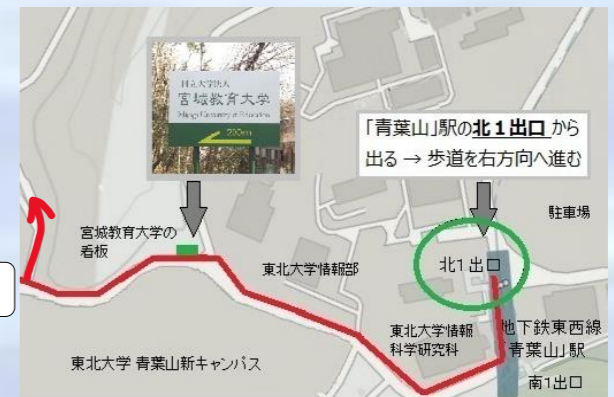 国立大学法人
宮城教育大学
Miyagi University of Education
200m
「青葉山」駅の北1出口 から
出る → 歩道を右方向へ進む
駐車場
宮城教育大学の
看板
東北大学情報部
北1出口
東北大学情報
科学研究科
地下鉄東西線
「青葉山」駅
東北大学 青葉山新キャンパス
南1出口